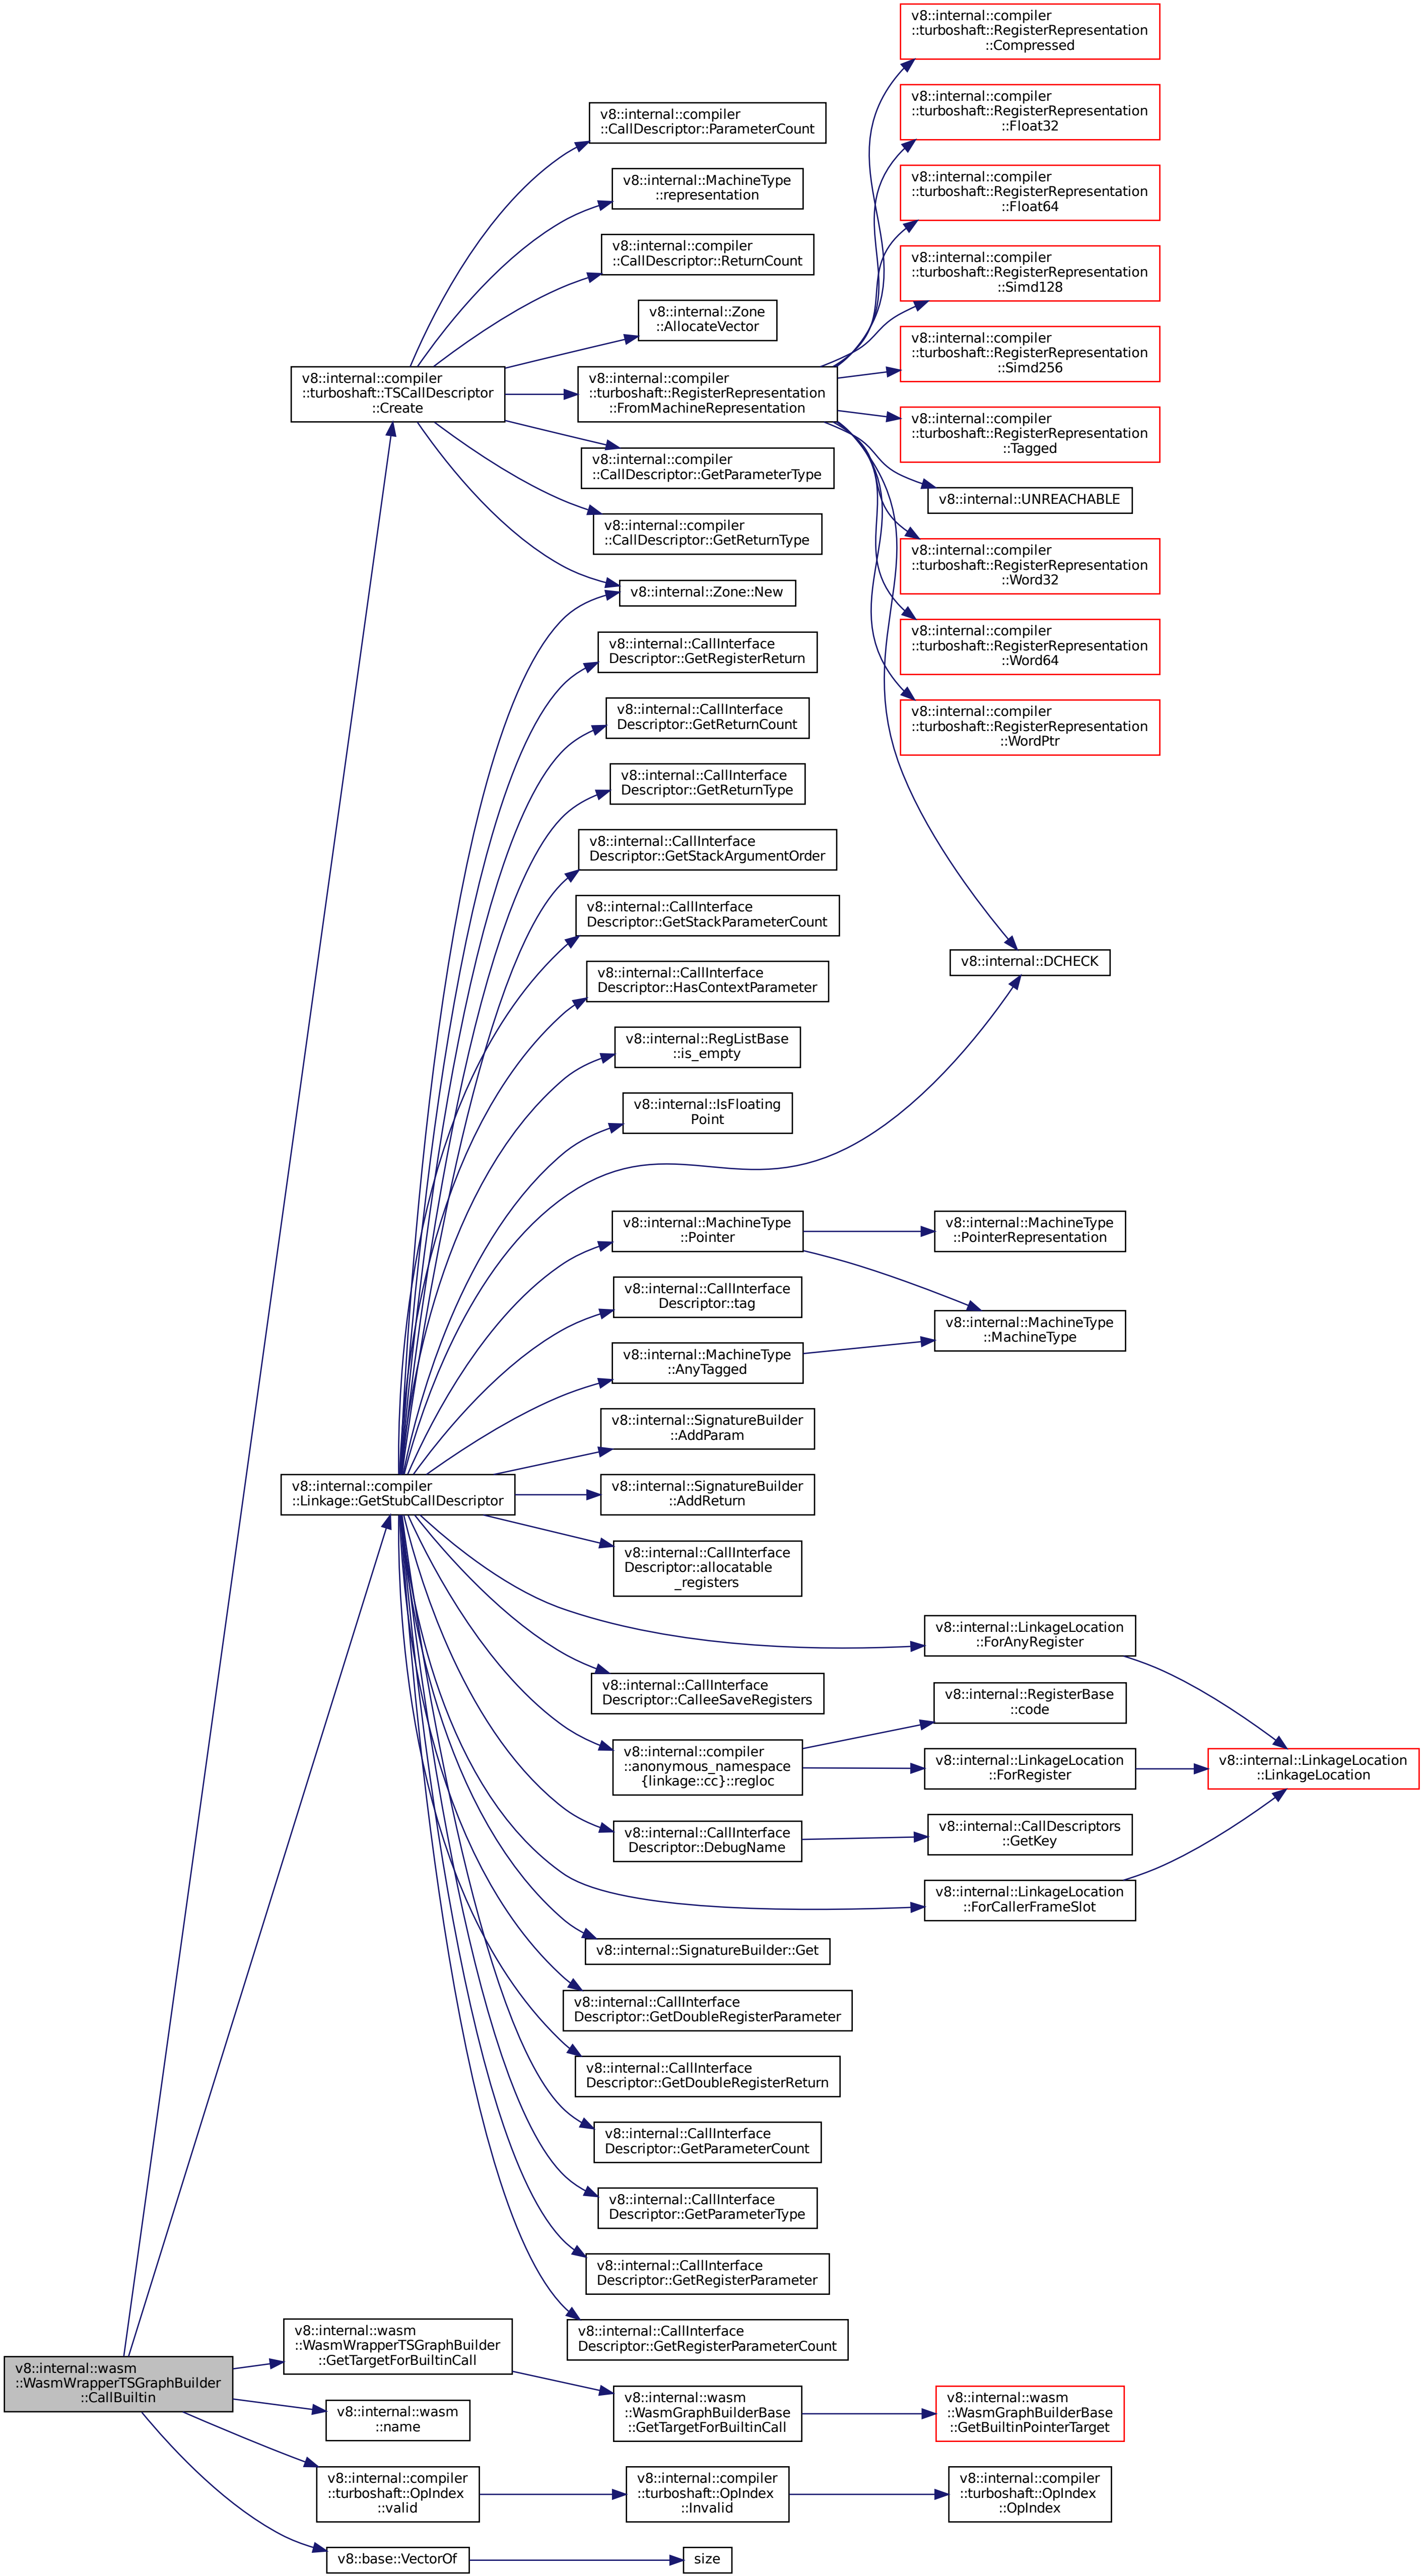 v8::internal::compiler
::turboshaft::RegisterRepresentation
::Compressed
v8::internal::compiler
::turboshaft::RegisterRepresentation
::Float32
v8::internal::compiler
::CallDescriptor::ParameterCount
v8::internal::compiler
::turboshaft::RegisterRepresentation
::Float64
v8::internal::MachineType
::representation
v8::internal::compiler
::CallDescriptor::ReturnCount
v8::internal::compiler
::turboshaft::RegisterRepresentation
::Simd128
v8::internal::Zone
::AllocateVector
v8::internal::compiler
::turboshaft::RegisterRepresentation
::Simd256
v8::internal::compiler
::turboshaft::TSCallDescriptor
::Create
v8::internal::compiler
::turboshaft::RegisterRepresentation
::FromMachineRepresentation
v8::internal::compiler
::turboshaft::RegisterRepresentation
::Tagged
v8::internal::compiler
::CallDescriptor::GetParameterType
v8::internal::UNREACHABLE
v8::internal::compiler
::CallDescriptor::GetReturnType
v8::internal::compiler
::turboshaft::RegisterRepresentation
::Word32
v8::internal::Zone::New
v8::internal::compiler
::turboshaft::RegisterRepresentation
::Word64
v8::internal::CallInterface
Descriptor::GetRegisterReturn
v8::internal::CallInterface
Descriptor::GetReturnCount
v8::internal::compiler
::turboshaft::RegisterRepresentation
::WordPtr
v8::internal::CallInterface
Descriptor::GetReturnType
v8::internal::CallInterface
Descriptor::GetStackArgumentOrder
v8::internal::CallInterface
Descriptor::GetStackParameterCount
v8::internal::DCHECK
v8::internal::CallInterface
Descriptor::HasContextParameter
v8::internal::RegListBase
::is_empty
v8::internal::IsFloating
Point
v8::internal::MachineType
::Pointer
v8::internal::MachineType
::PointerRepresentation
v8::internal::CallInterface
Descriptor::tag
v8::internal::MachineType
::MachineType
v8::internal::MachineType
::AnyTagged
v8::internal::SignatureBuilder
::AddParam
v8::internal::compiler
::Linkage::GetStubCallDescriptor
v8::internal::SignatureBuilder
::AddReturn
v8::internal::CallInterface
Descriptor::allocatable
_registers
v8::internal::LinkageLocation
::ForAnyRegister
v8::internal::CallInterface
Descriptor::CalleeSaveRegisters
v8::internal::RegisterBase
::code
v8::internal::compiler
::anonymous_namespace
{linkage::cc}::regloc
v8::internal::LinkageLocation
::ForRegister
v8::internal::LinkageLocation
::LinkageLocation
v8::internal::CallInterface
Descriptor::DebugName
v8::internal::CallDescriptors
::GetKey
v8::internal::LinkageLocation
::ForCallerFrameSlot
v8::internal::SignatureBuilder::Get
v8::internal::CallInterface
Descriptor::GetDoubleRegisterParameter
v8::internal::CallInterface
Descriptor::GetDoubleRegisterReturn
v8::internal::CallInterface
Descriptor::GetParameterCount
v8::internal::CallInterface
Descriptor::GetParameterType
v8::internal::CallInterface
Descriptor::GetRegisterParameter
v8::internal::CallInterface
Descriptor::GetRegisterParameterCount
v8::internal::wasm
::WasmWrapperTSGraphBuilder
::GetTargetForBuiltinCall
v8::internal::wasm
::WasmWrapperTSGraphBuilder
::CallBuiltin
v8::internal::wasm
::name
v8::internal::wasm
::WasmGraphBuilderBase
::GetTargetForBuiltinCall
v8::internal::wasm
::WasmGraphBuilderBase
::GetBuiltinPointerTarget
v8::internal::compiler
::turboshaft::OpIndex
::valid
v8::internal::compiler
::turboshaft::OpIndex
::Invalid
v8::internal::compiler
::turboshaft::OpIndex
::OpIndex
v8::base::VectorOf
size